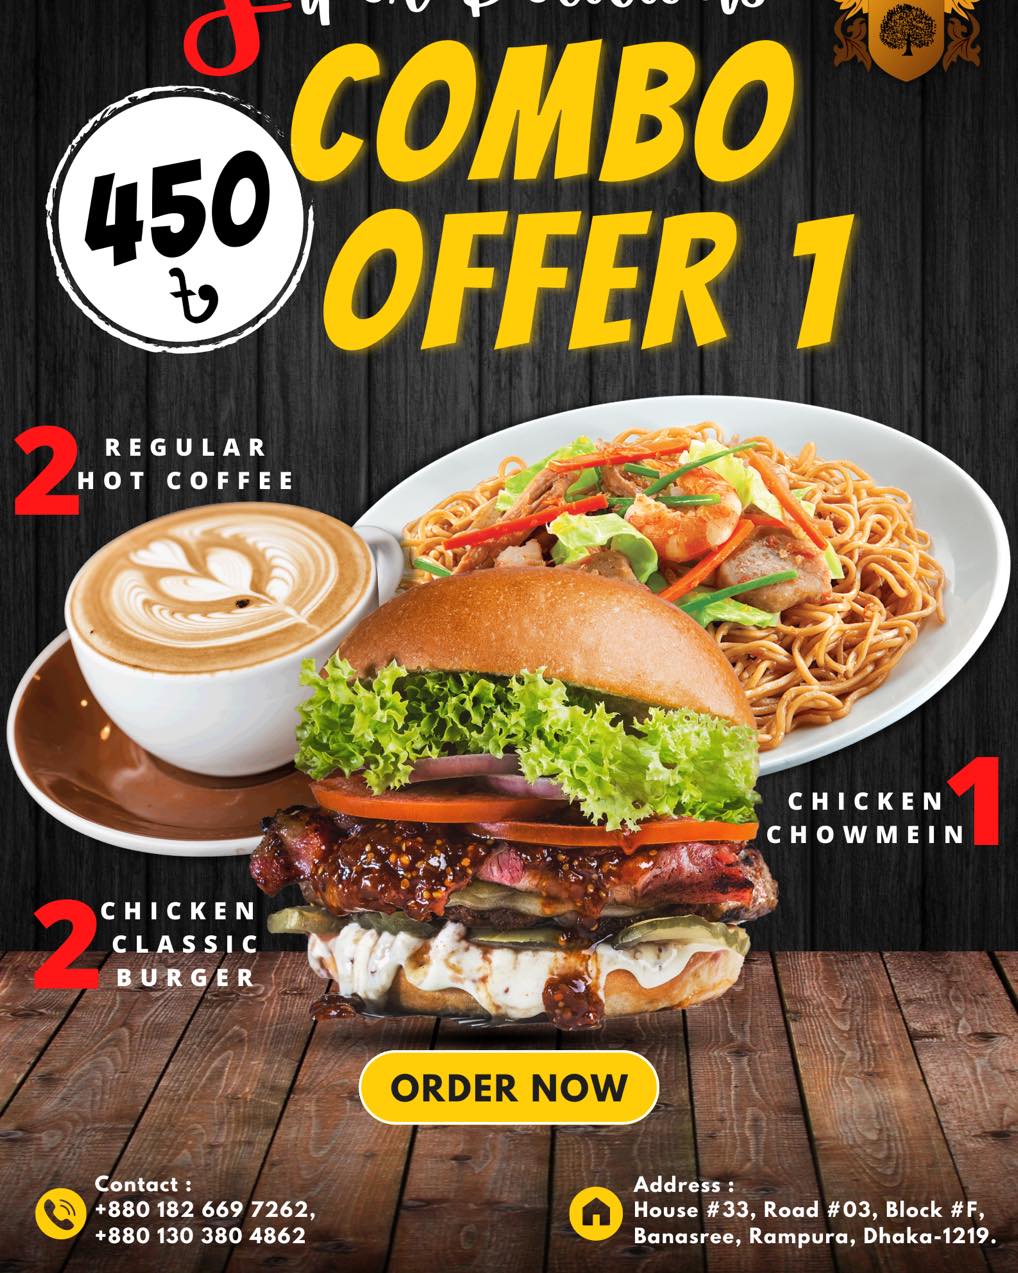 COMBO
OFFER 1
450
৳
2 REGULAR
HOT COFFEE
CHICKEN 1
CHOWMEIN
2 CHICKEN
CLASSIC
BURGER
ORDER NOW
Contact :
+880 182 669 7262,
+880 130 380 4862
Address :
House #33, Road #03, Block #F,
Banasree, Rampura, Dhaka-1219.